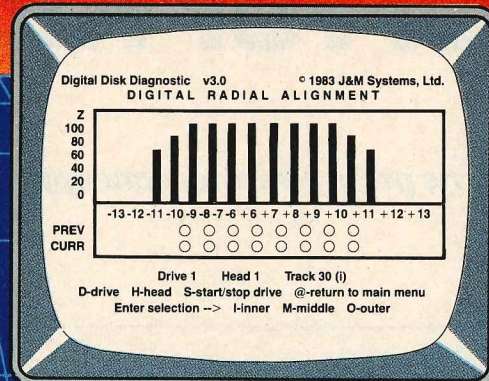 Digital Disk Diagnostic v3.0 © 1983 J&M Systems, Ltd.
DIGITAL RADIAL ALIGNMENT
Z
100
80
60
40
20
0
-13 -12 -11 -10 -9 -8 -7 -6 +6 +7 +8 +9 +10 +11 +12 +13
PREV ○ ○ ○ ○ ○ ○ ○ ○
CURR ○ ○ ○ ○ ○ ○ ○ ○
Drive 1 Head 1 Track 30 (i)
D-drive H-head S-start/stop drive @-return to main menu
Enter selection --> I-inner M-middle O-outer